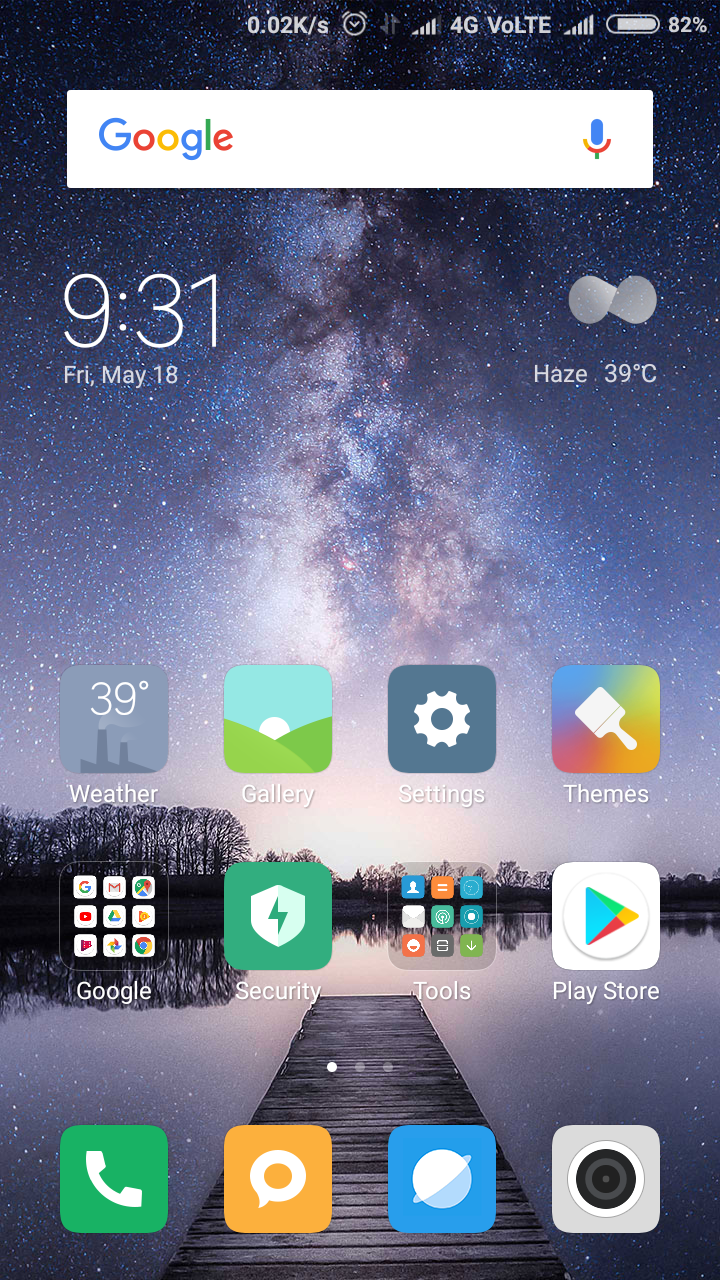 0.02K/s 4G VoLTE 82%
Google
9:31
Fri, May 18
Haze 39°C
39°
Weather Gallery Settings Themes
Google Security Tools Play Store